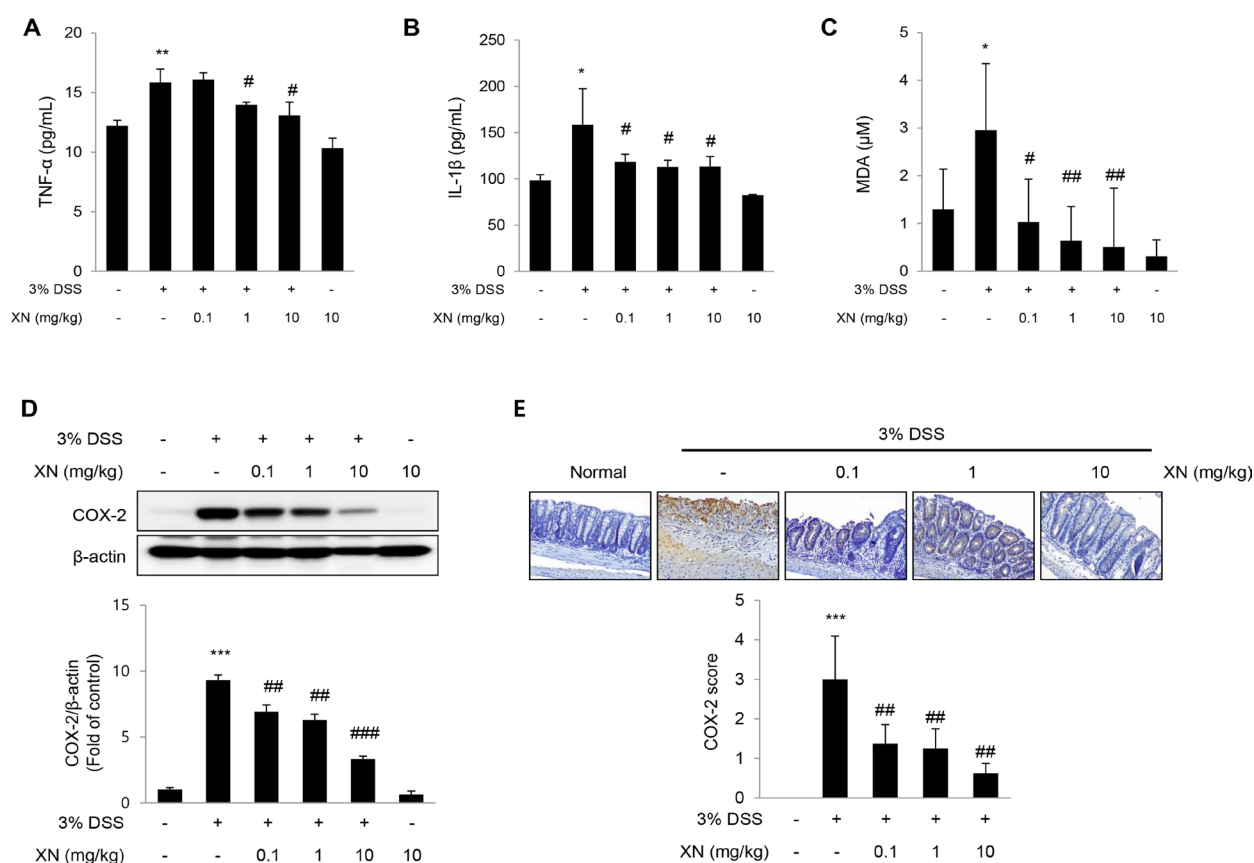 A
TNF-α (pg/mL)
20
15
10
5
0
**
#
#
3% DSS - + + + + -
XN (mg/kg) - - 0.1 1 10 10
B
IL-1β (pg/mL)
250
200
150
100
50
0
*
#
#
#
3% DSS - + + + + -
XN (mg/kg) - - 0.1 1 10 10
C
MDA (μM)
5
4
3
2
1
0
*
#
##
##
3% DSS - + + + + -
XN (mg/kg) - - 0.1 1 10 10
D
3% DSS - + + + + -
XN (mg/kg) - - 0.1 1 10 10
COX-2
β-actin
COX-2/β-actin
(Fold of control)
15
10
5
0
***
##
##
###
3% DSS - + + + + -
XN (mg/kg) - - 0.1 1 10 10
E
3% DSS
Normal - 0.1 1 10 XN (mg/kg)
COX-2 score
5
4
3
2
1
0
***
##
##
##
3% DSS - + + + +
XN (mg/kg) - - 0.1 1 10